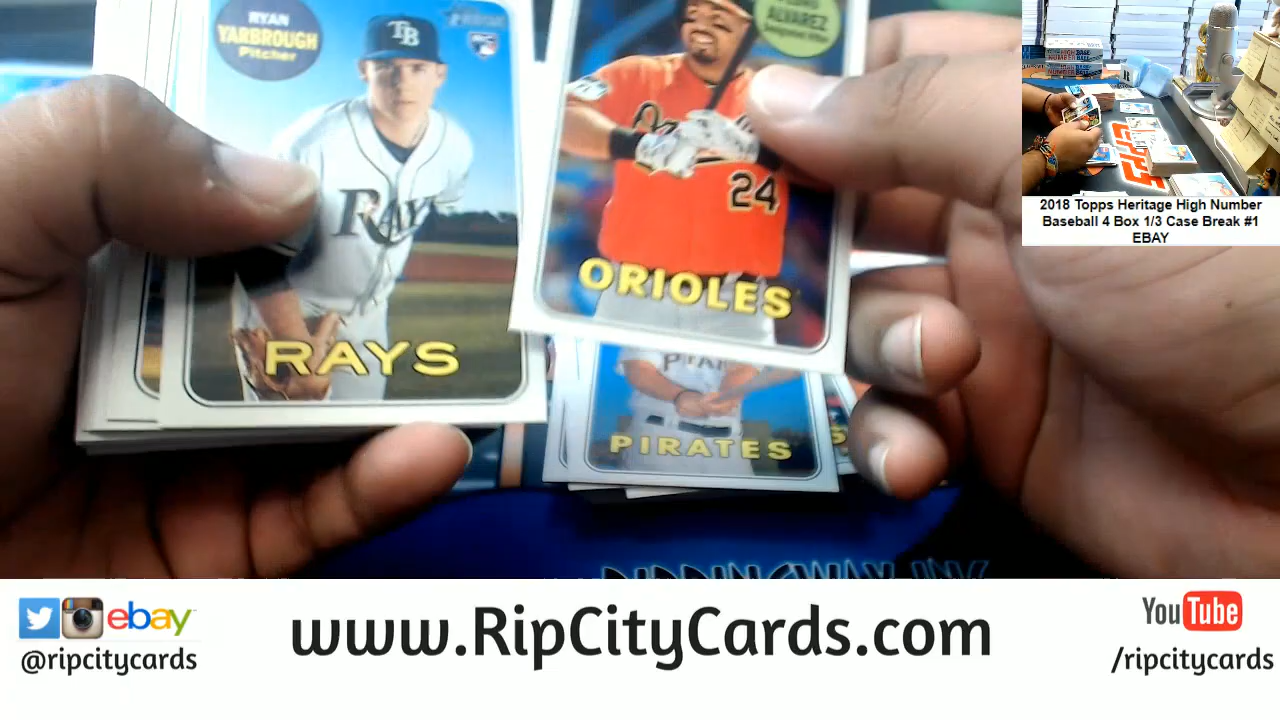 RYAN
YARBROUGH
Pitcher
TB
RAYS
ALVAREZ
24
ORIOLES
PIRATES
2018 Topps Heritage High Number
Baseball 4 Box 1/3 Case Break #1
EBAY
ebay
@ripcitycards
www.RipCityCards.com
YouTube
/ripcitycards